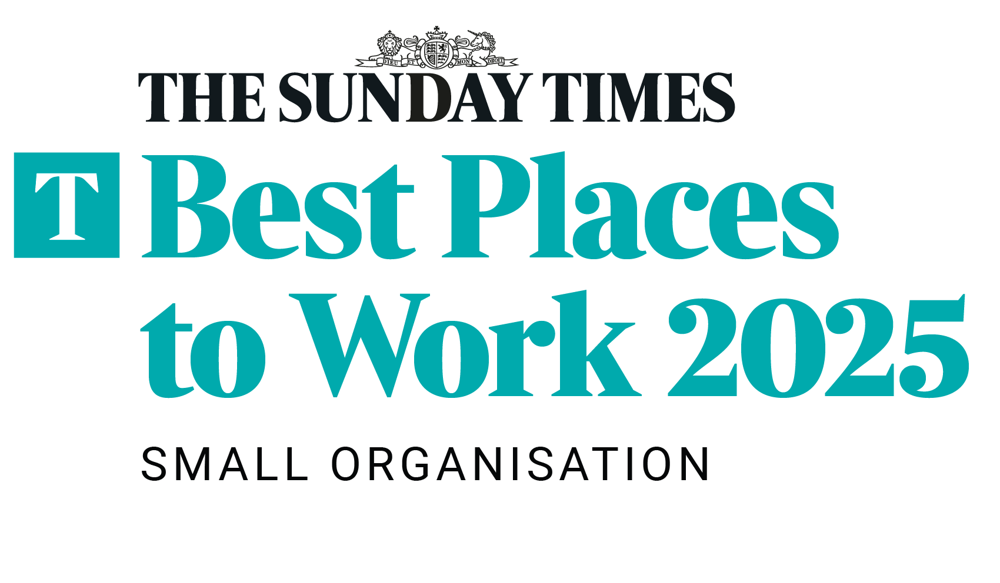 DIEU ET MON DROIT
THE SUNDAY TIMES
T Best Places
to Work 2025
SMALL ORGANISATION